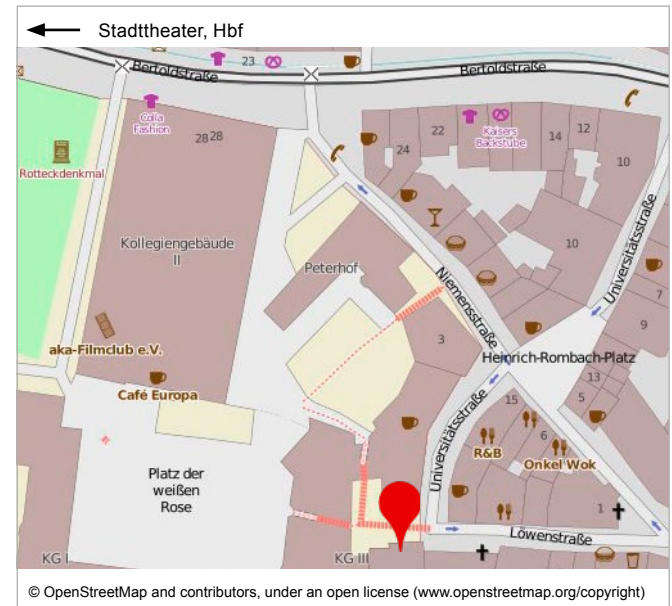 Stadttheater, Hbf
23
Bertoldstraße
Bertoldstraße
Colla
Fashion
28 28
22
Kaisers
Backstube
14
12
24
10
Rotteckdenkmal
Kollegiengebäude
II
Peterhof
10
Universitätsstraße
Niemensstraße
7
9
3
aka-Filmclub e.V.
Heinrich-Rombach-Platz
Café Europa
13
5
15
Universitätsstraße
6
R&B
Onkel Wok
Platz der
weißen
Rose
1
Löwenstraße
KG I
KG III
© OpenStreetMap and contributors, under an open license (www.openstreetmap.org/copyright)